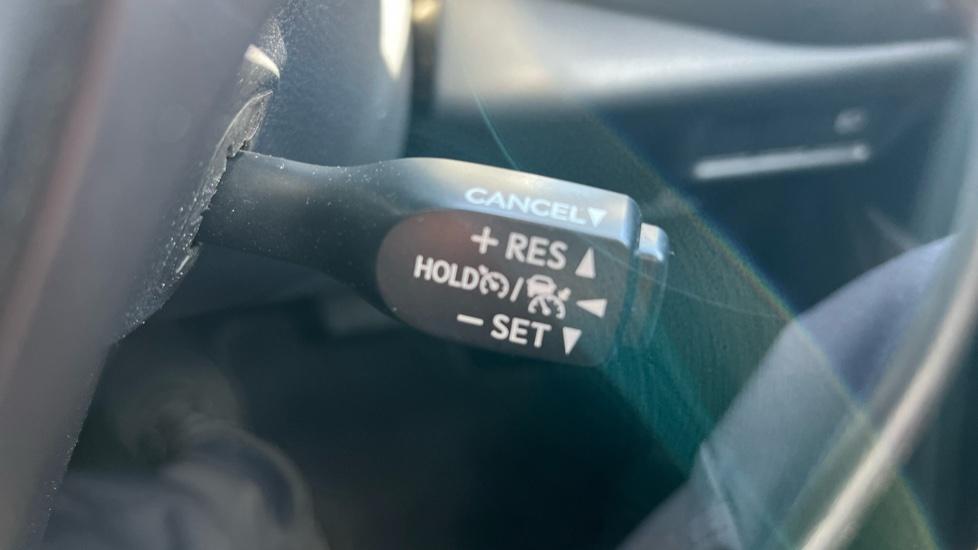 CANCEL▼
+ RES ▲
HOLD / ◀
− SET ▼